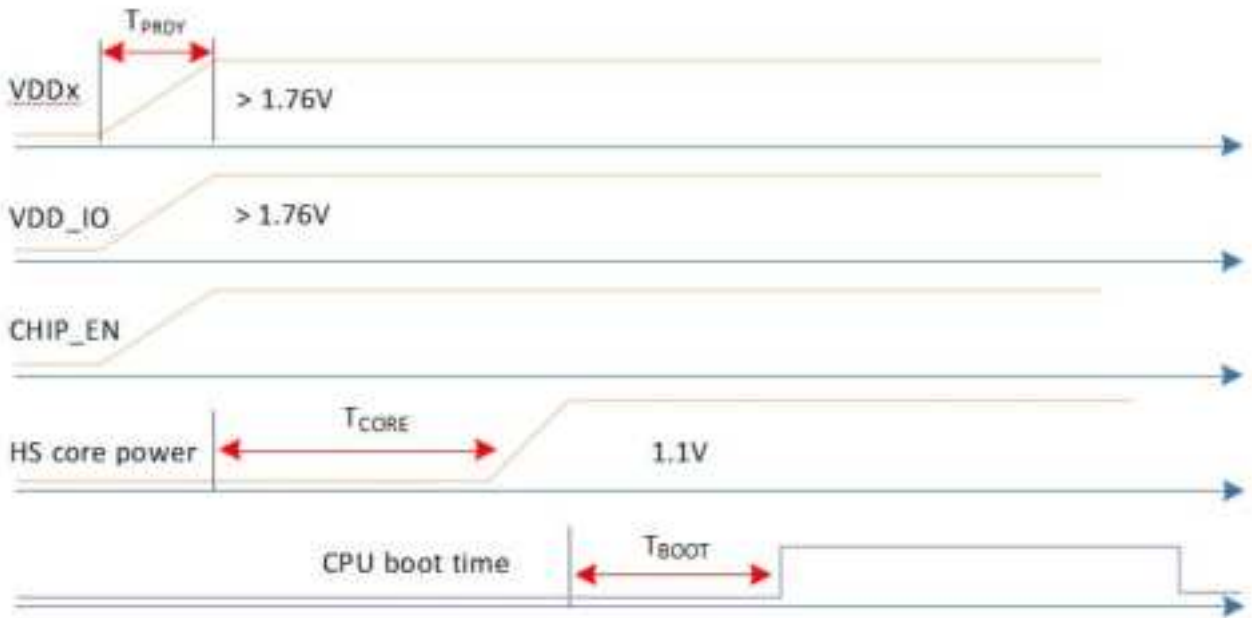 TPRDY
VDDx
> 1.76V
VDD_IO
> 1.76V
CHIP_EN
TCORE
HS core power
1.1V
TBOOT
CPU boot time